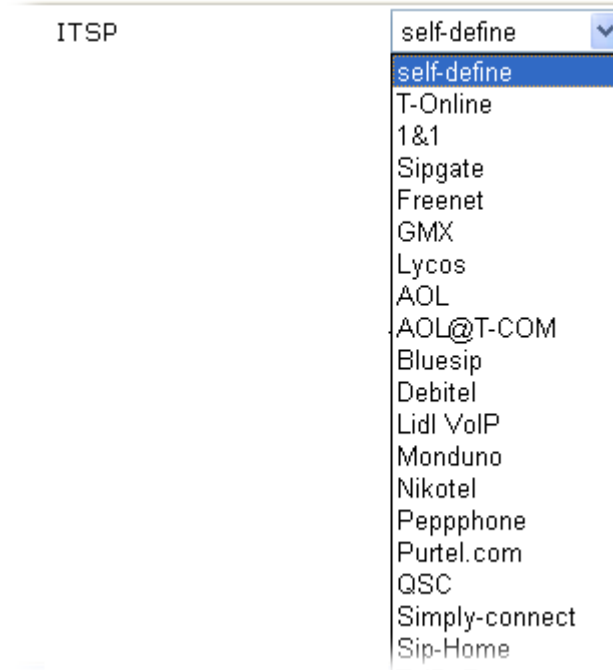 ITSP self-define
self-define
T-Online
1&1
Sipgate
Freenet
GMX
Lycos
AOL
AOL@T-COM
Bluesip
Debitel
Lidl VoIP
Monduno
Nikotel
Peppphone
Purtel.com
QSC
Simply-connect
Sip-Home